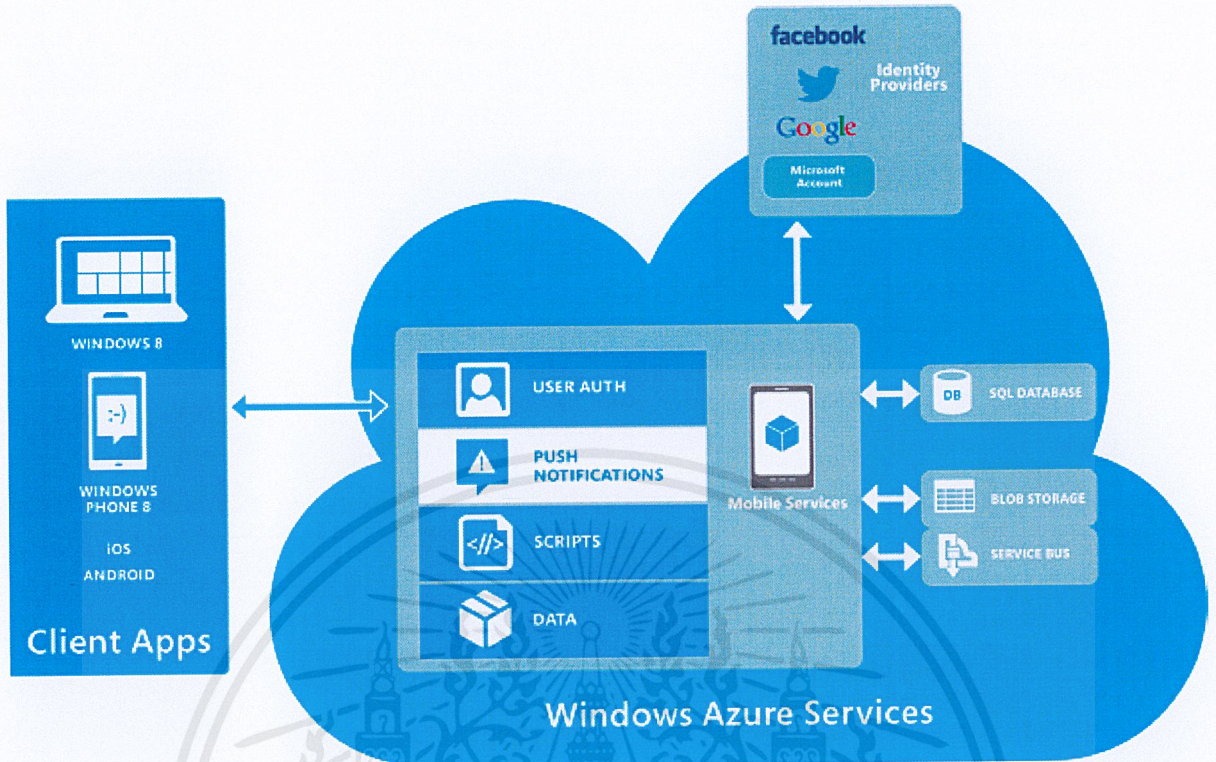 facebook
Identity
Providers
Google
Microsoft
Account
WINDOWS 8
:-)
WINDOWS
PHONE 8
iOS
ANDROID
Client Apps
USER AUTH
PUSH
NOTIFICATIONS
</>
SCRIPTS
DATA
Mobile Services
DB
SQL DATABASE
BLOB STORAGE
SERVICE BUS
Windows Azure Services